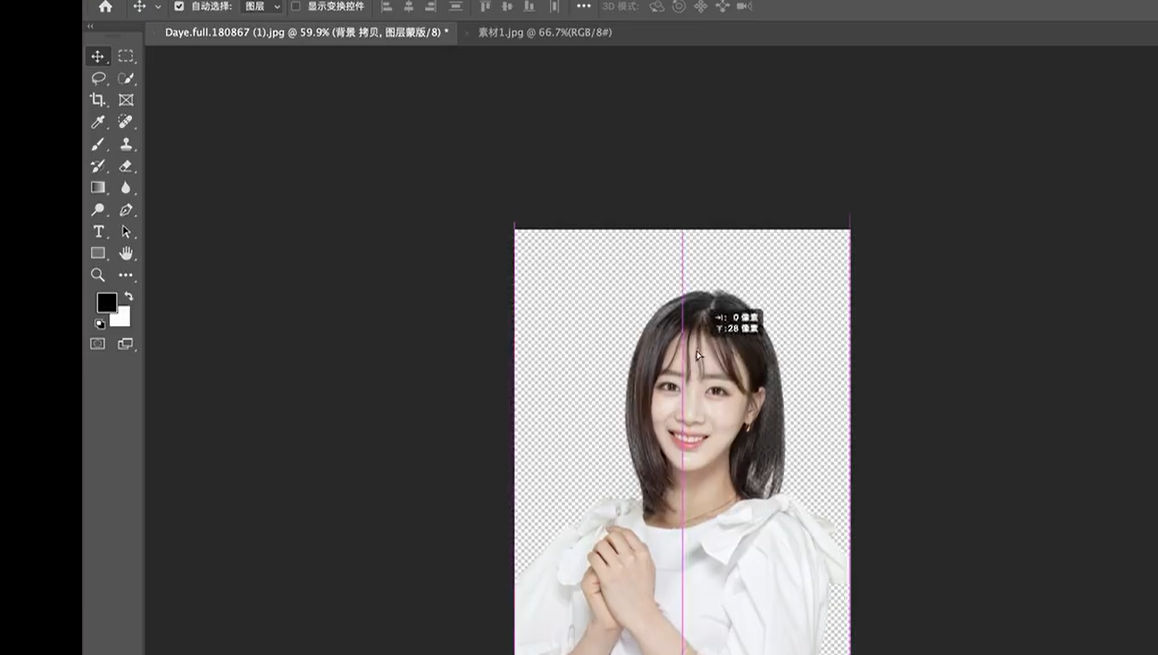 自动选择: 图层 显示变换控件 3D 模式:
Daye.full.180867 (1).jpg @ 59.9% (背景 拷贝, 图层蒙版/8) * 素材1.jpg @ 66.7%(RGB/8#)
: 0 像素
:28 像素